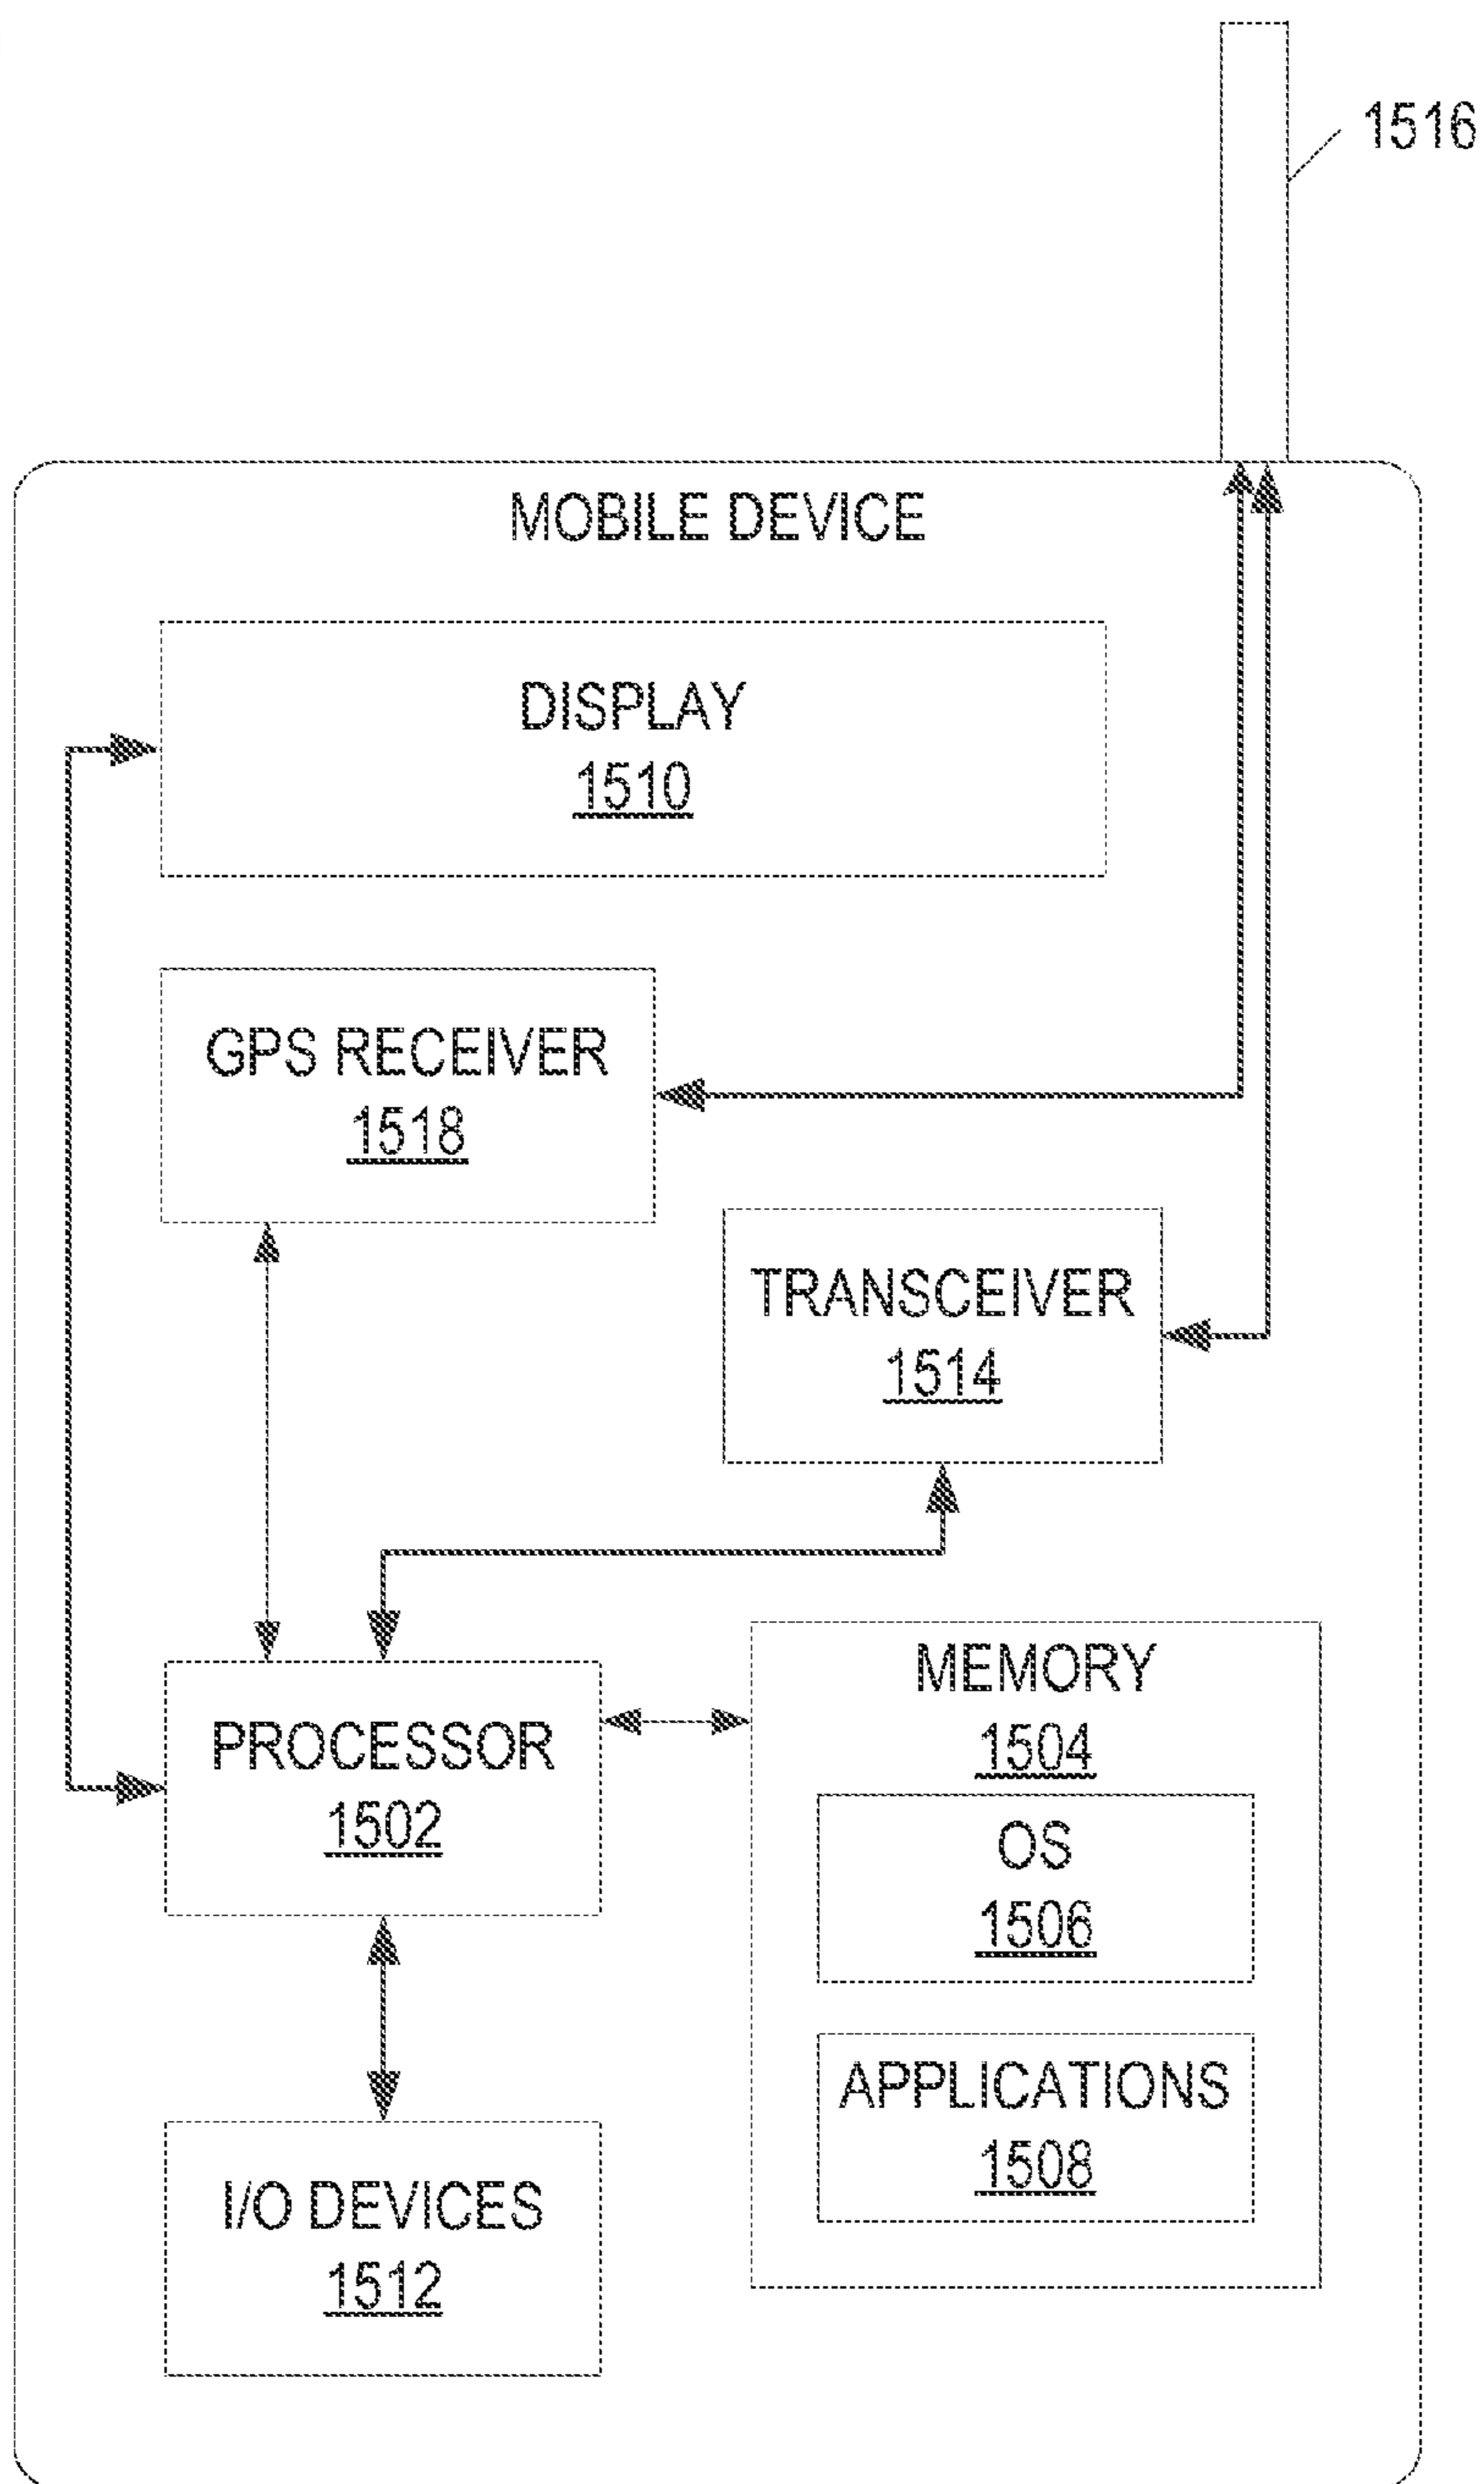 1516
MOBILE DEVICE
DISPLAY
1510
GPS RECEIVER
1518
TRANSCEIVER
1514
PROCESSOR
1502
MEMORY
1504
OS
1506
APPLICATIONS
1508
I/O DEVICES
1512